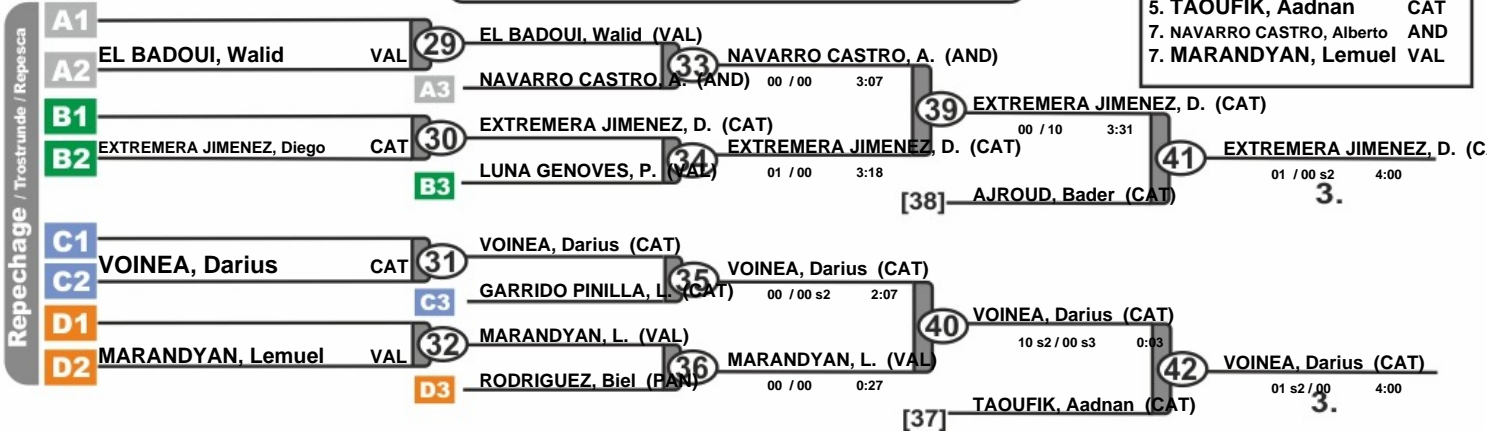 5. TAOUFIK, Aadnan CAT
7. NAVARRO CASTRO, Alberto AND
7. MARANDYAN, Lemuel VAL
Repechage / Trostrunde / Repesca
A1
A2
EL BADOUI, Walid VAL
29
EL BADOUI, Walid (VAL)
A3
NAVARRO CASTRO, A. (AND)
33
NAVARRO CASTRO, A. (AND)
00 / 00 3:07
B1
B2
EXTREMERA JIMENEZ, Diego CAT
30
EXTREMERA JIMENEZ, D. (CAT)
B3
LUNA GENOVES, P. (VAL)
34
EXTREMERA JIMENEZ, D. (CAT)
01 / 00 3:18
39
EXTREMERA JIMENEZ, D. (CAT)
00 / 10 3:31
[38]
AJROUD, Bader (CAT)
41
EXTREMERA JIMENEZ, D. (CA
01 / 00 s2 4:00
3.
C1
C2
VOINEA, Darius CAT
31
VOINEA, Darius (CAT)
C3
GARRIDO PINILLA, L. (CAT)
35
VOINEA, Darius (CAT)
00 / 00 s2 2:07
D1
D2
MARANDYAN, Lemuel VAL
32
MARANDYAN, L. (VAL)
D3
RODRIGUEZ, Biel (PAN)
36
MARANDYAN, L. (VAL)
00 / 00 0:27
40
VOINEA, Darius (CAT)
10 s2 / 00 s3 0:03
[37]
TAOUFIK, Aadnan (CAT)
42
VOINEA, Darius (CAT)
01 s2 / 00 4:00
3.